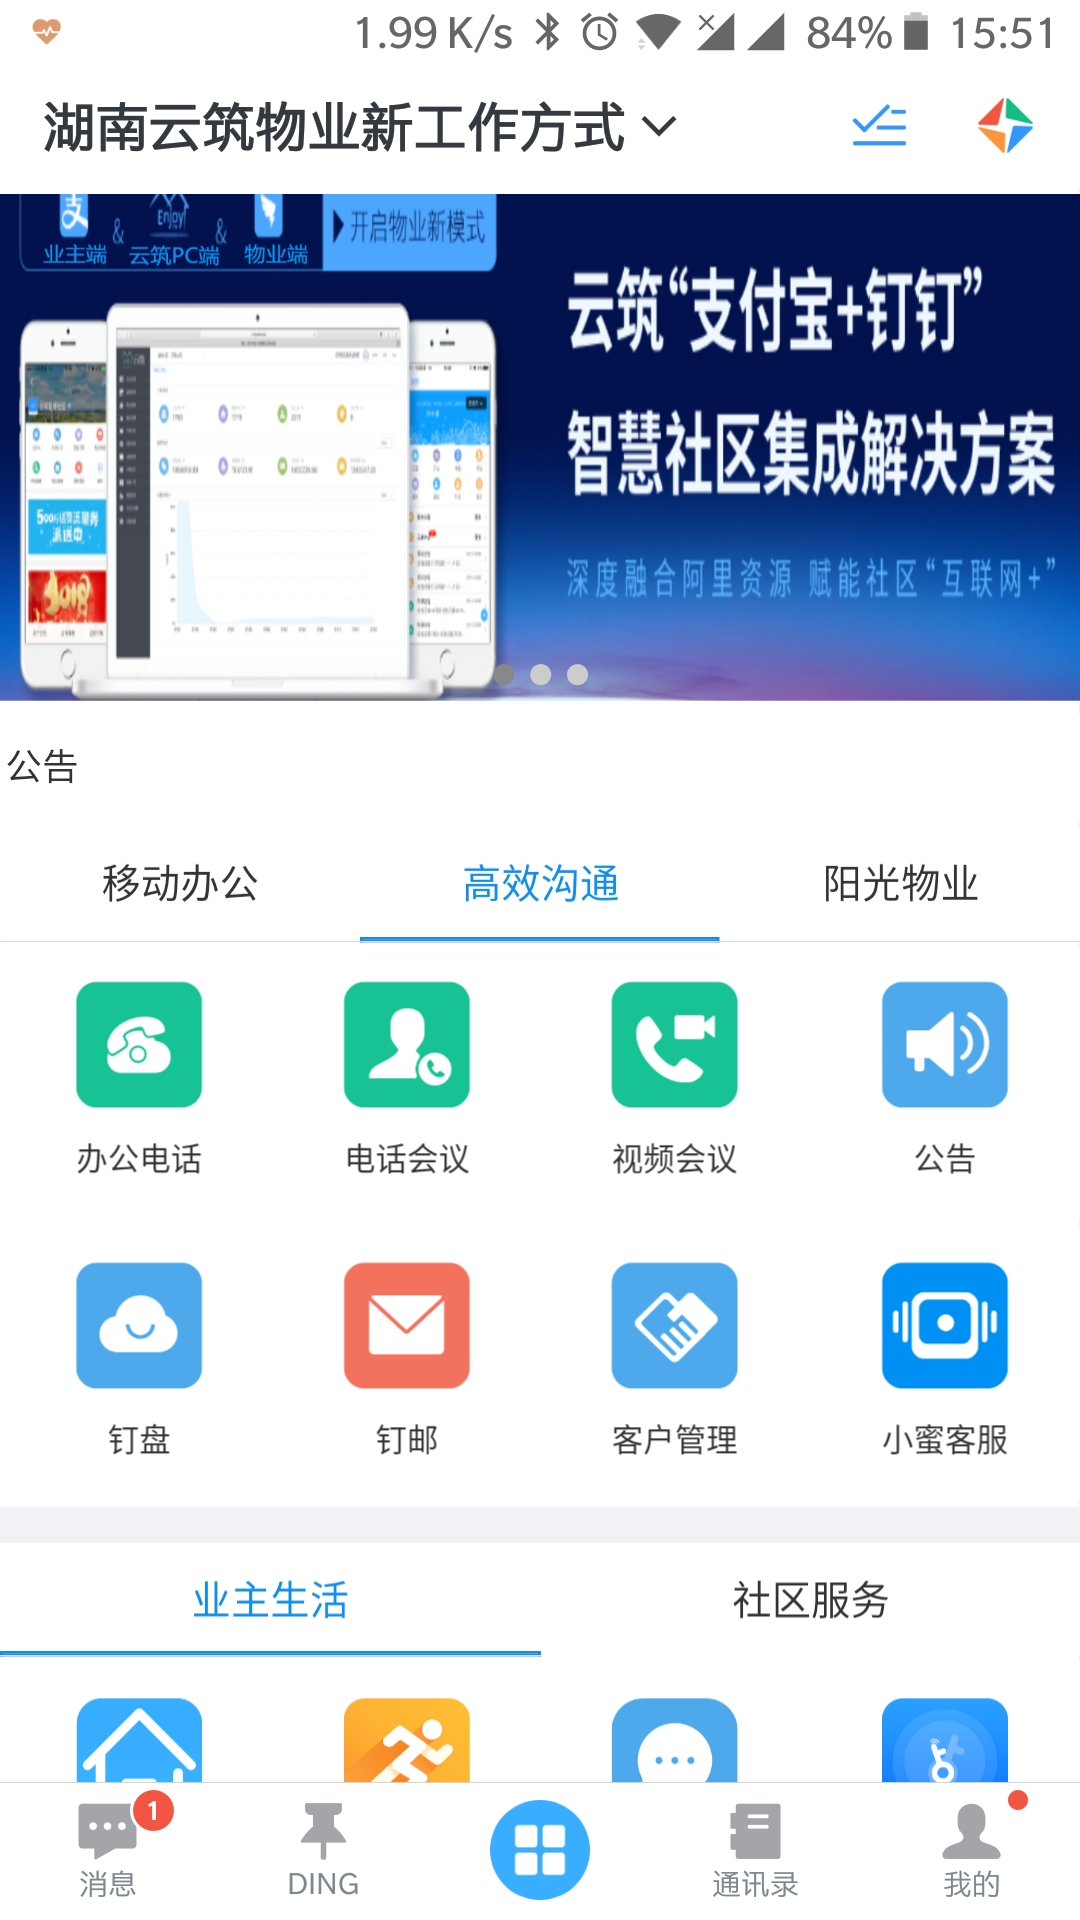 1.99 K/s 84% 15:51
湖南云筑物业新工作方式
支 & Enjoy & 开启物业新模式
业主端 云筑PC端 物业端
云筑“支付宝+钉钉”
智慧社区集成解决方案
深度融合阿里资源 赋能社区“互联网+”
派送中
2018
公告
移动办公 高效沟通 阳光物业
办公电话 电话会议 视频会议 公告
钉盘 钉邮 客户管理 小蜜客服
业主生活 社区服务
1
消息 DING 通讯录 我的